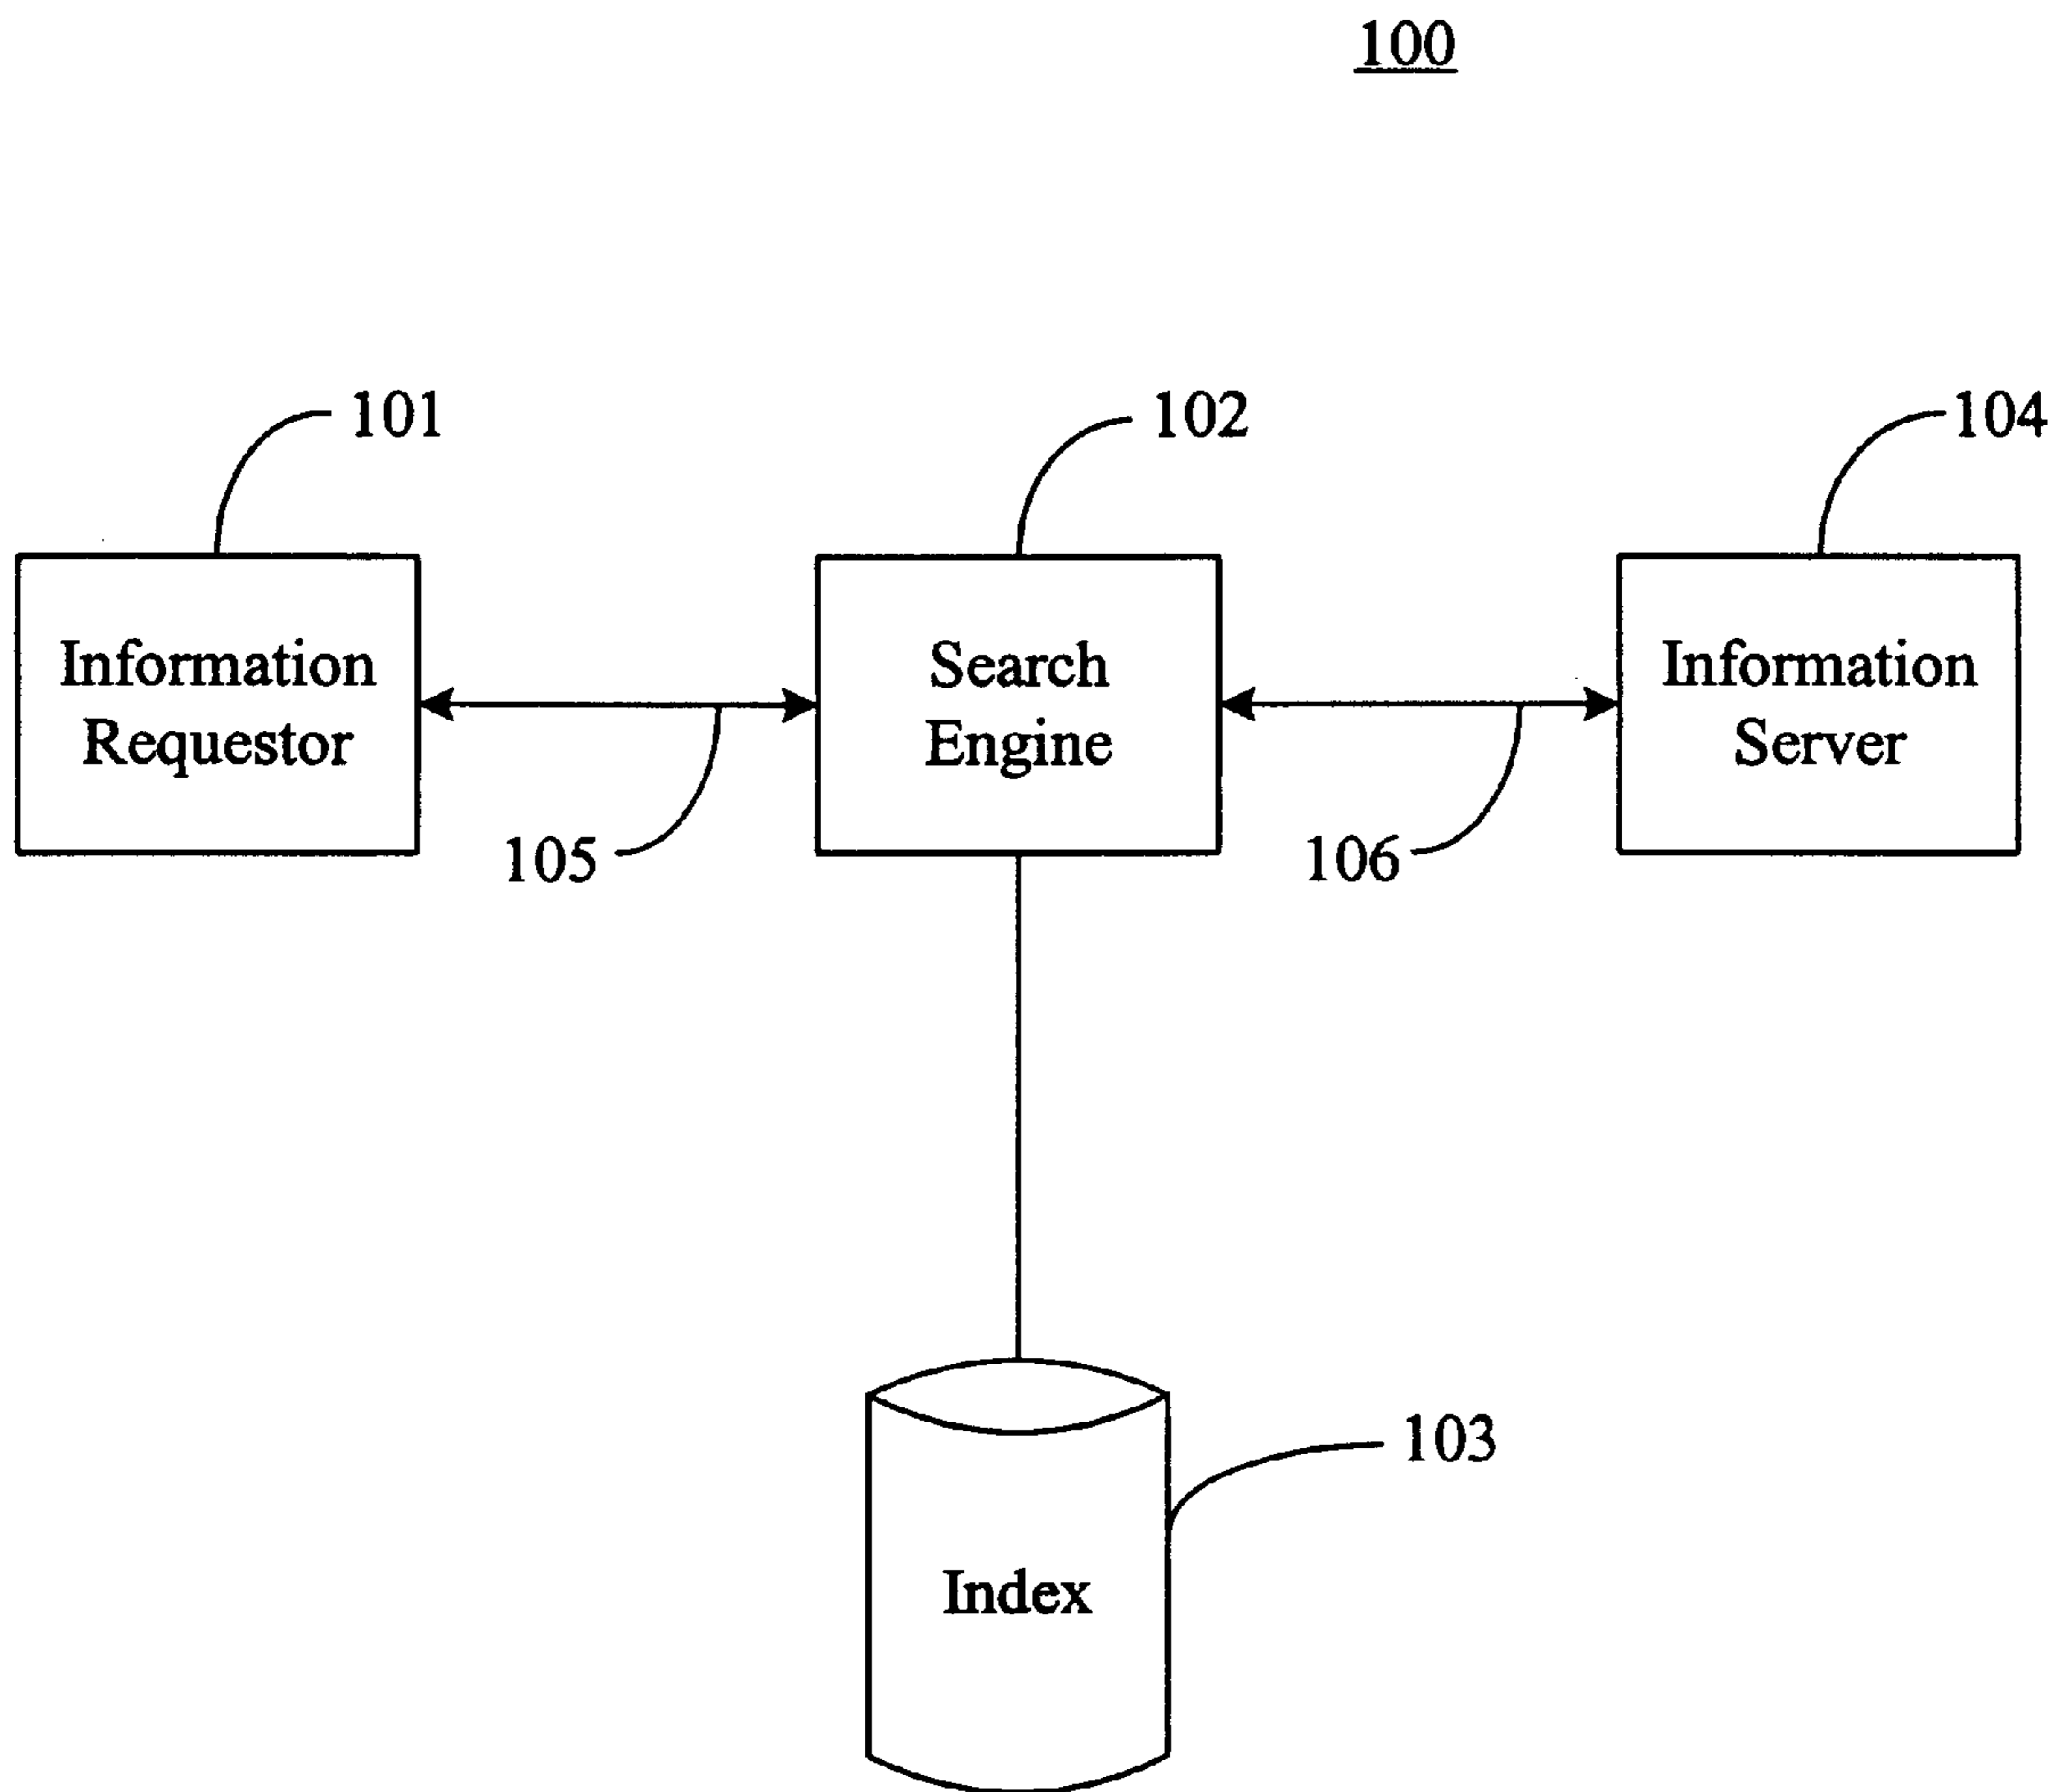 100
101
102
104
Information
Requestor
Search
Engine
Information
Server
105
106
103
Index